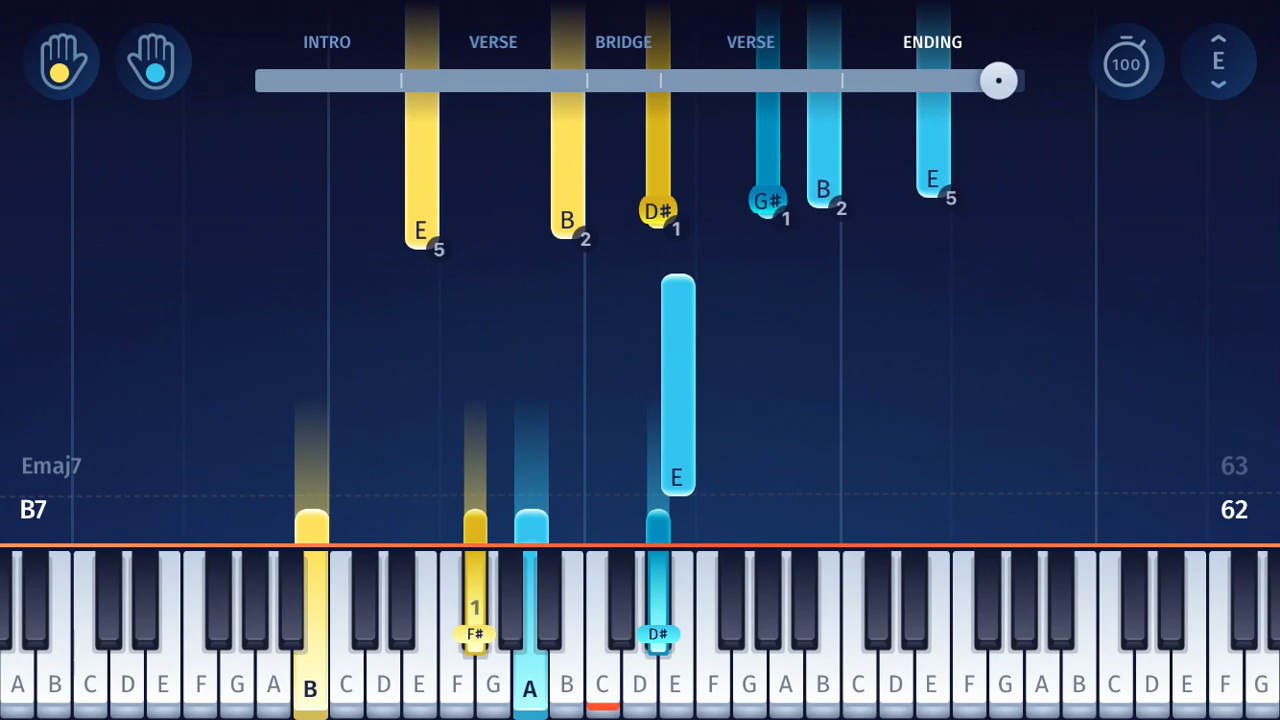 INTRO VERSE BRIDGE VERSE ENDING
100 E
E 5 B 2 D# 1 G# 1 B 2 E 5
E
Emaj7 63
B7 62
1
F# D#
A B C D E F G A B C D E F G A B C D E F G A B C D E F G A B C D E F G